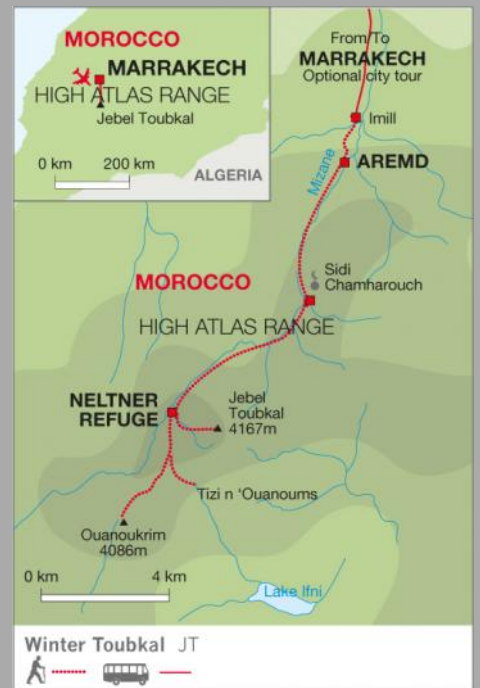 MOROCCO
MARRAKECH
HIGH ATLAS RANGE
Jebel Toubkal
0 km 200 km
ALGERIA
From/To
MARRAKECH
Optional city tour
Imill
AREMD
Mizane
Sidi
Chamharouch
MOROCCO
HIGH ATLAS RANGE
NELTNER
REFUGE
Jebel
Toubkal
4167m
Tizi n 'Ouanoums
Ouanoukrim
4086m
0 km 4 km
Lake Ifni
Winter Toubkal JT